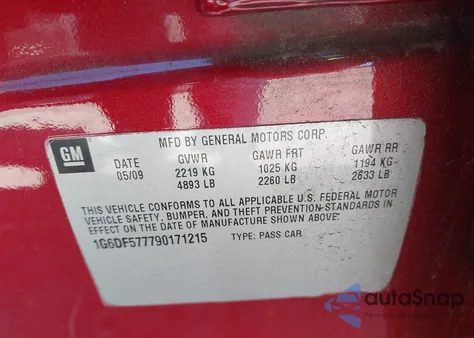 GM
MFD BY GENERAL MOTORS CORP.
DATE GVWR GAWR FRT GAWR RR
05/09 2219 KG 1025 KG 1194 KG
4893 LB 2260 LB 2633 LB
THIS VEHICLE CONFORMS TO ALL APPLICABLE U.S. FEDERAL MOTOR
VEHICLE SAFETY, BUMPER, AND THEFT PREVENTION STANDARDS IN
EFFECT ON THE DATE OF MANUFACTURE SHOWN ABOVE.
1G6DF577790171215 TYPE: PASS CAR
autoSnap